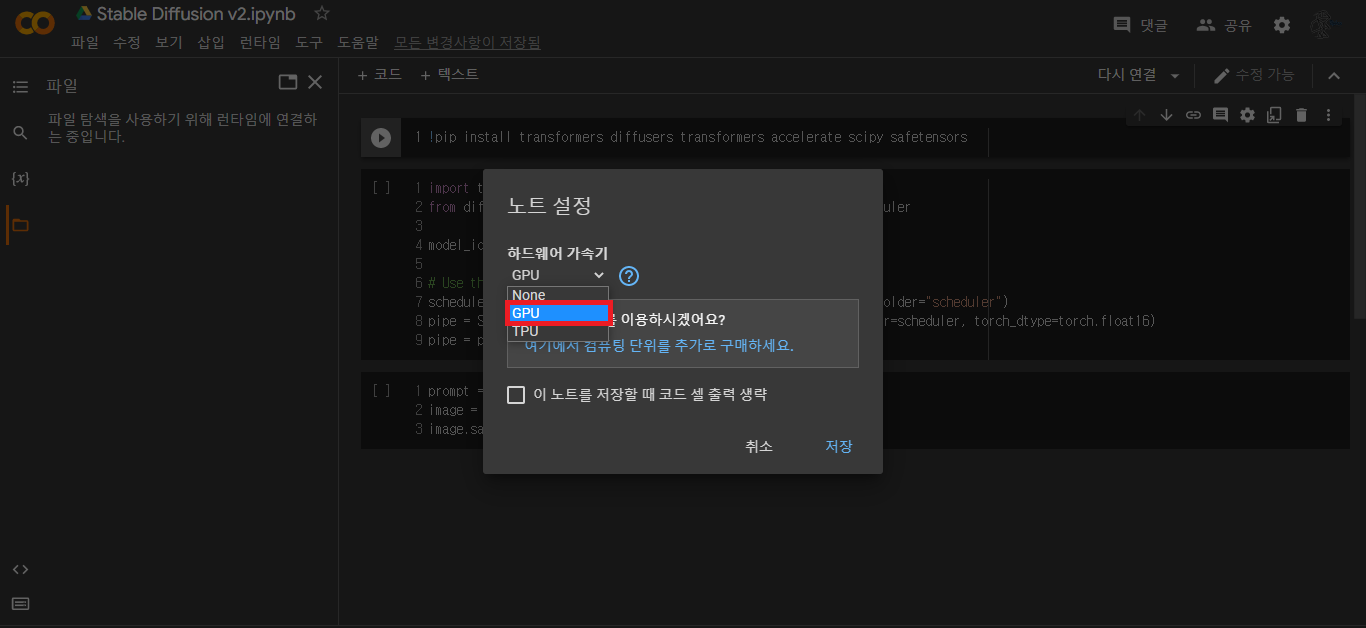 Stable Diffusion v2.ipynb
댓글
공유
파일 수정 보기 삽입 런타임 도구 도움말 모든 변경사항이 저장됨
파일
파일 탐색을 사용하기 위해 런타임에 연결하
는 중입니다.
{x}
+ 코드 + 텍스트
다시 연결
수정 가능
1 !pip install transformers diffusers transformers accelerate scipy safetensors
[ ]
1 import t
2 from dif
uler
3
4 model_id
5
6 # Use th
7 schedule
older="scheduler")
8 pipe = S
r=scheduler, torch_dtype=torch.float16)
9 pipe = p
[ ]
1 prompt =
2 image =
3 image.sa
노트 설정
하드웨어 가속기
GPU
?
None
GPU
TPU
이용하시겠어요?
여기에서 컴퓨팅 단위를 추가로 구매하세요.
이 노트를 저장할 때 코드 셀 출력 생략
취소
저장